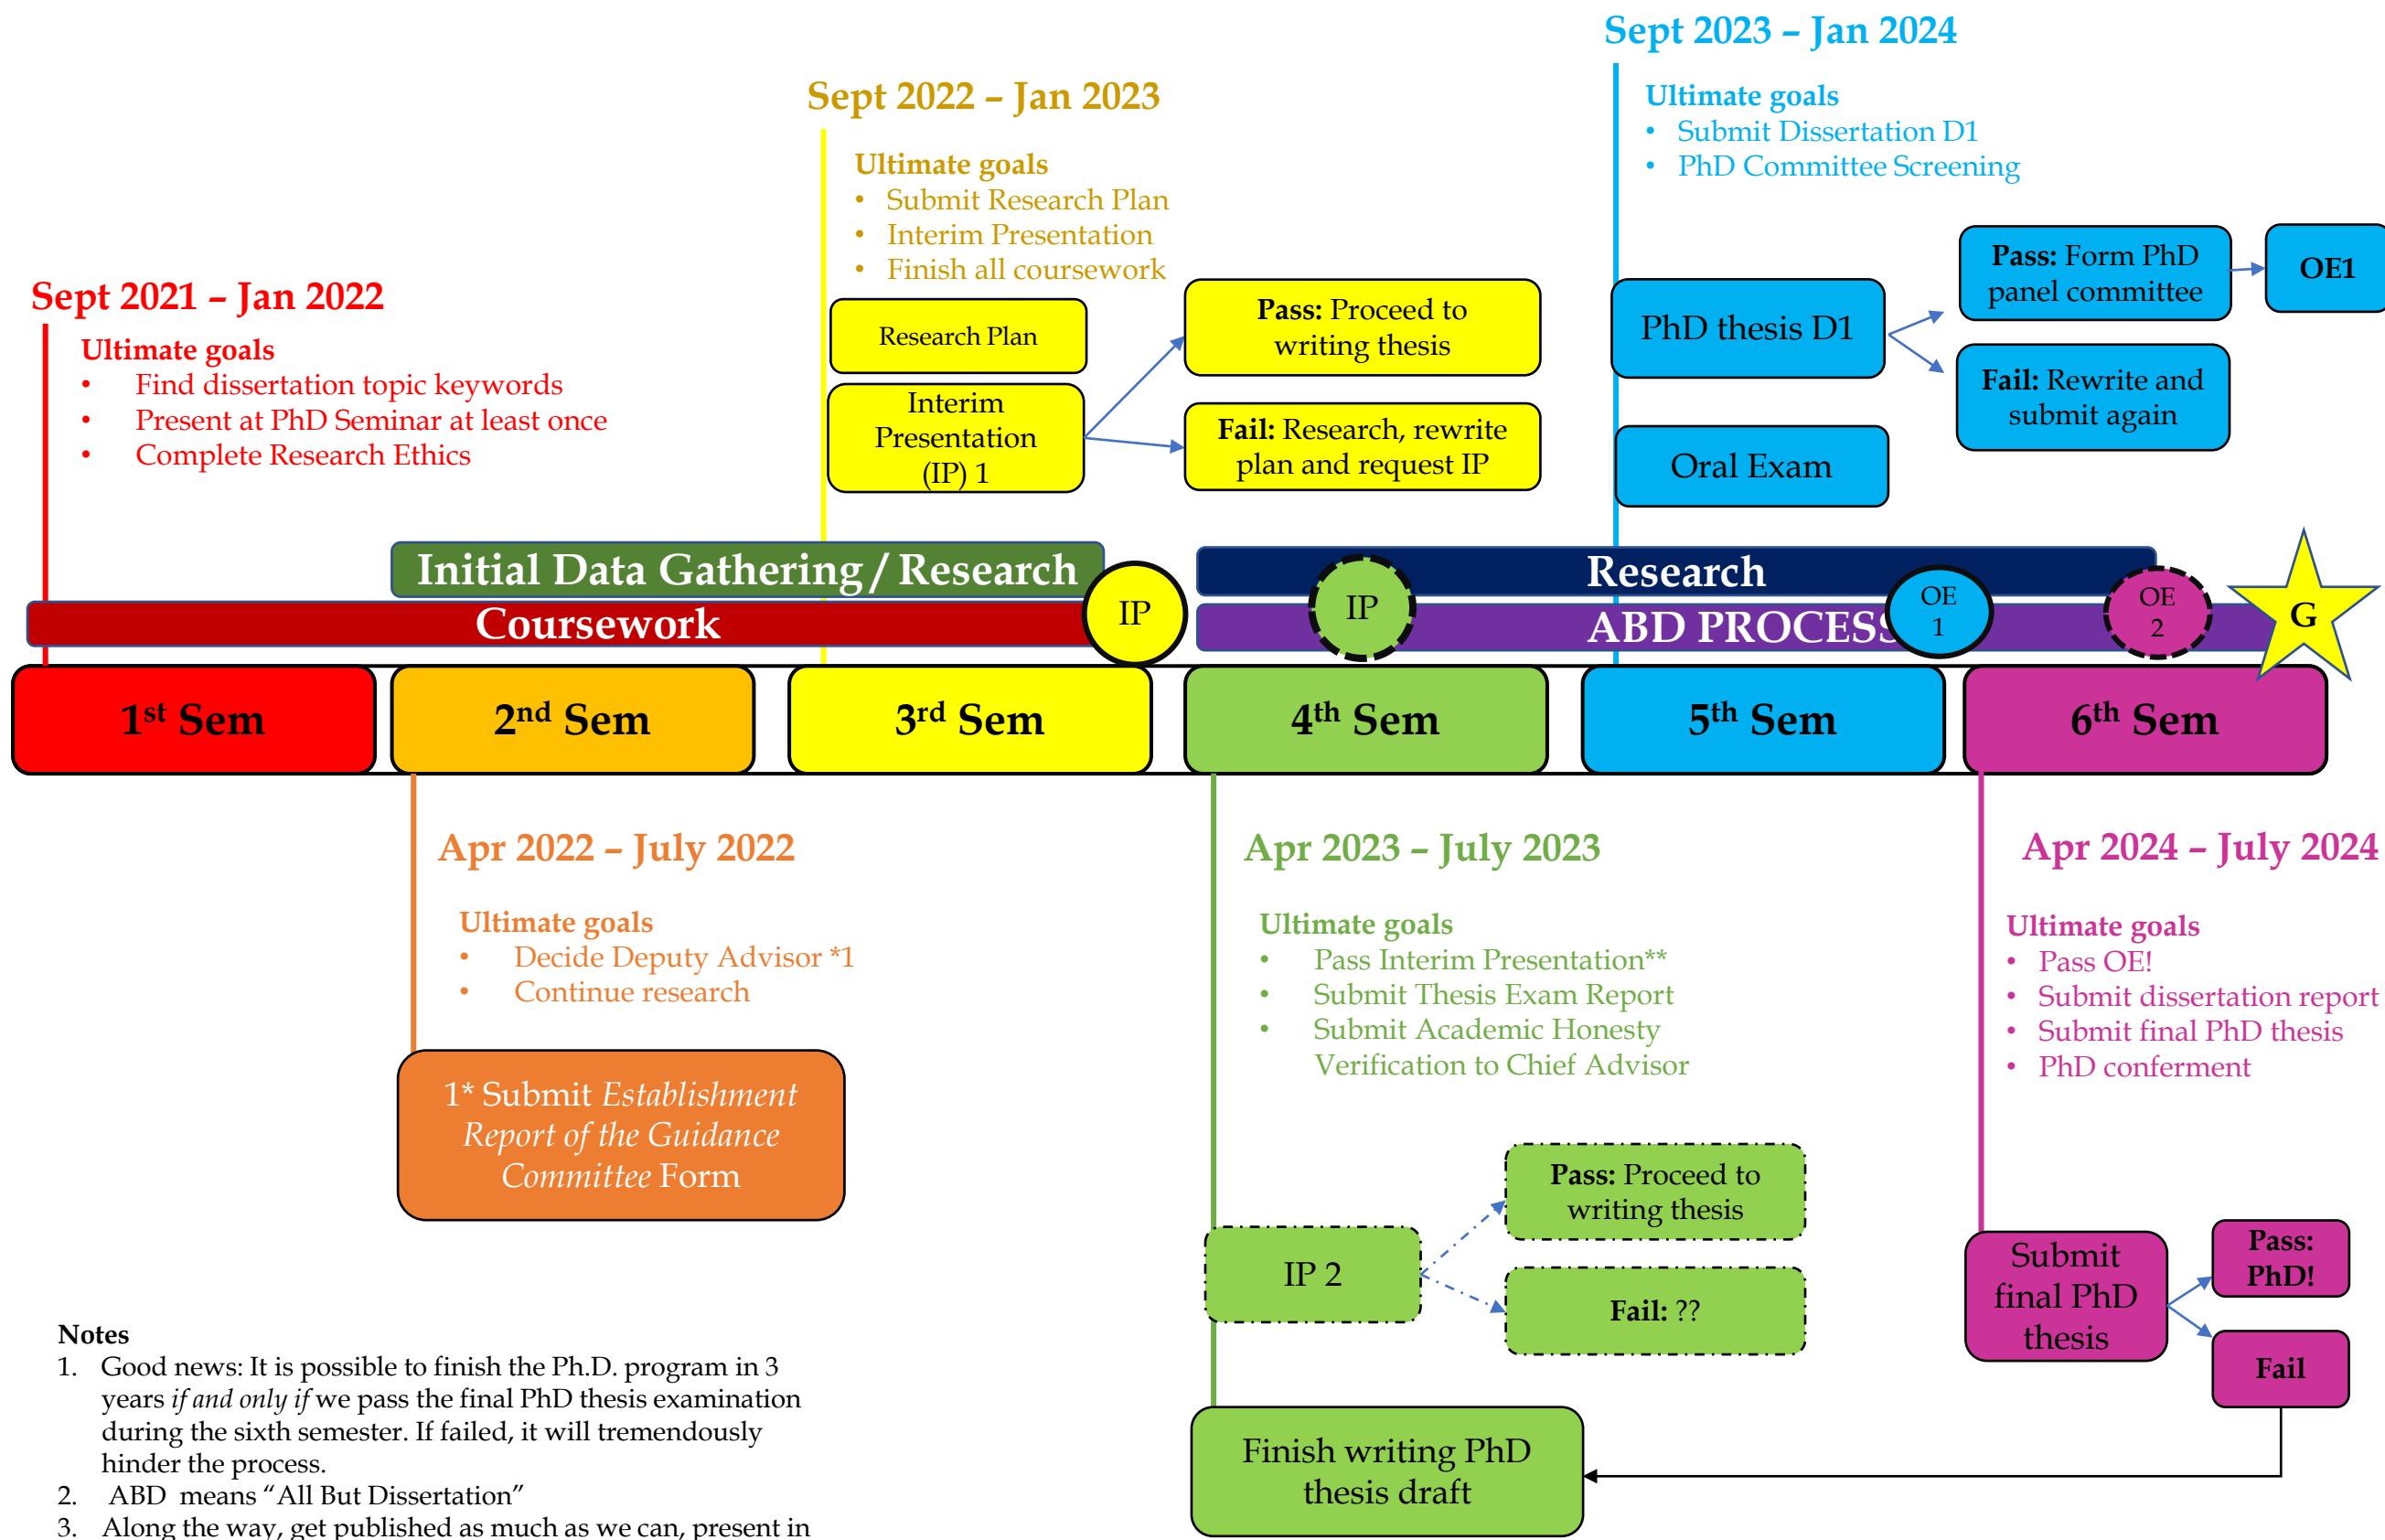 Sept 2023 – Jan 2024
Ultimate goals
• Submit Dissertation D1
• PhD Committee Screening
Sept 2022 – Jan 2023
Ultimate goals
• Submit Research Plan
• Interim Presentation
• Finish all coursework
Sept 2021 – Jan 2022
Ultimate goals
• Find dissertation topic keywords
• Present at PhD Seminar at least once
• Complete Research Ethics
Research Plan
Interim
Presentation
(IP) 1
Pass: Proceed to
writing thesis
Fail: Research, rewrite
plan and request IP
PhD thesis D1
Oral Exam
Pass: Form PhD
panel committee
OE1
Fail: Rewrite and
submit again
Initial Data Gathering / Research
Coursework
IP
Research
IP
ABD PROCESS
OE
1
OE
2
G
1st Sem
2nd Sem
3rd Sem
4th Sem
5th Sem
6th Sem
Apr 2022 – July 2022
Ultimate goals
• Decide Deputy Advisor *1
• Continue research
1* Submit Establishment
Report of the Guidance
Committee Form
Apr 2023 – July 2023
Ultimate goals
• Pass Interim Presentation**
• Submit Thesis Exam Report
• Submit Academic Honesty
Verification to Chief Advisor
IP 2
Pass: Proceed to
writing thesis
Fail: ??
Finish writing PhD
thesis draft
Apr 2024 – July 2024
Ultimate goals
• Pass OE!
• Submit dissertation report
• Submit final PhD thesis
• PhD conferment
Submit
final PhD
thesis
Pass:
PhD!
Fail
Notes
1. Good news: It is possible to finish the Ph.D. program in 3
years if and only if we pass the final PhD thesis examination
during the sixth semester. If failed, it will tremendously
hinder the process.
2. ABD means “All But Dissertation”
3. Along the way, get published as much as we can, present in